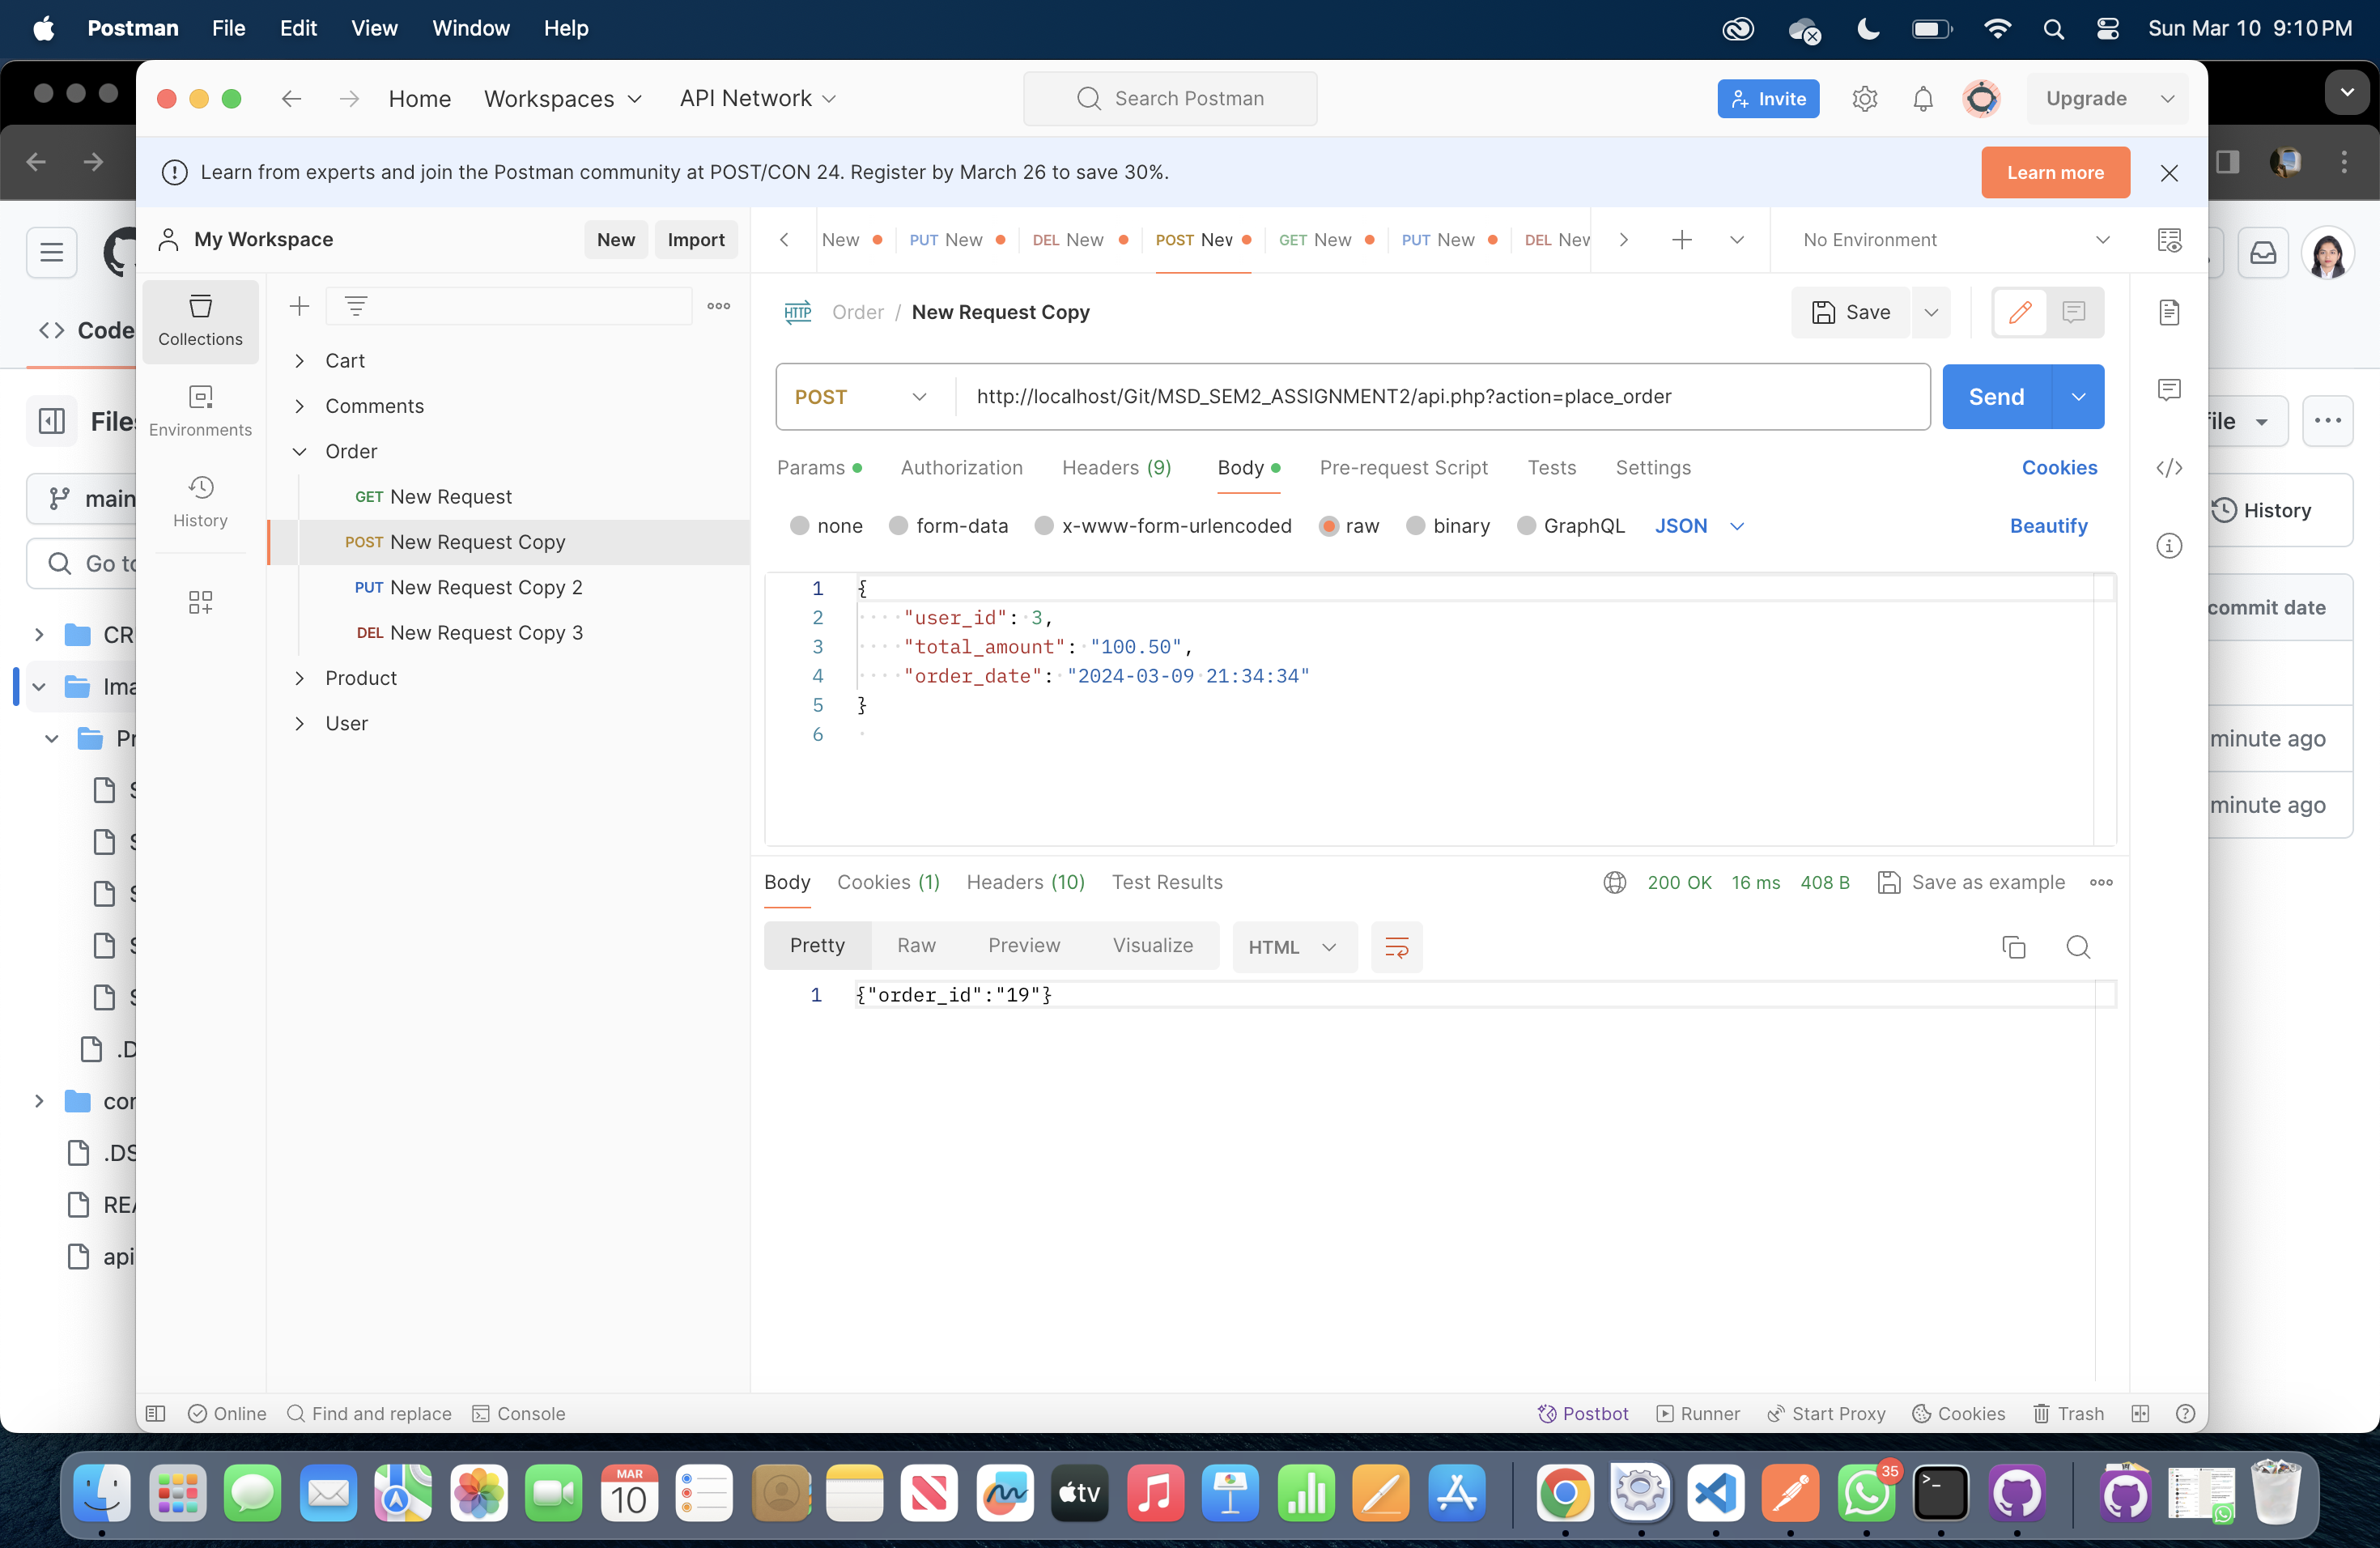 Postman File Edit View Window Help Sun Mar 10 9:10 PM
Home Workspaces API Network Search Postman Invite Upgrade
Learn from experts and join the Postman community at POST/CON 24. Register by March 26 to save 30%. Learn more
My Workspace New Import New PUT New DEL New POST New GET New PUT New DEL New No Environment
Collections
Environments
History
Cart
Comments
Order
GET New Request
POST New Request Copy
PUT New Request Copy 2
DEL New Request Copy 3
Product
User
HTTP Order / New Request Copy Save
POST http://localhost/Git/MSD_SEM2_ASSIGNMENT2/api.php?action=place_order Send
Params Authorization Headers (9) Body Pre-request Script Tests Settings Cookies
none form-data x-www-form-urlencoded raw binary GraphQL JSON Beautify
1 {
2 "user_id": 3,
3 "total_amount": "100.50",
4 "order_date": "2024-03-09 21:34:34"
5 }
6
Body Cookies (1) Headers (10) Test Results 200 OK 16 ms 408 B Save as example
Pretty Raw Preview Visualize HTML
1 {"order_id":"19"}
Online Find and replace Console Postbot Runner Start Proxy Cookies Trash
Code
Files
main
Go to
CR
Ima
Pr
S
S
S
S
S
.D
cor
.DS
REA
api
file
History
commit date
minute ago
minute ago
MAR
10
tv
35